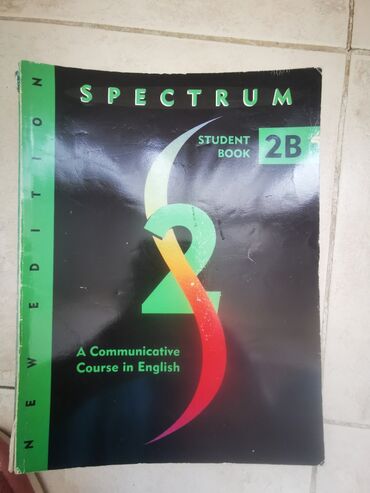 SPECTRUM
STUDENT
BOOK
2B
NEW EDITION
2
A Communicative
Course in English